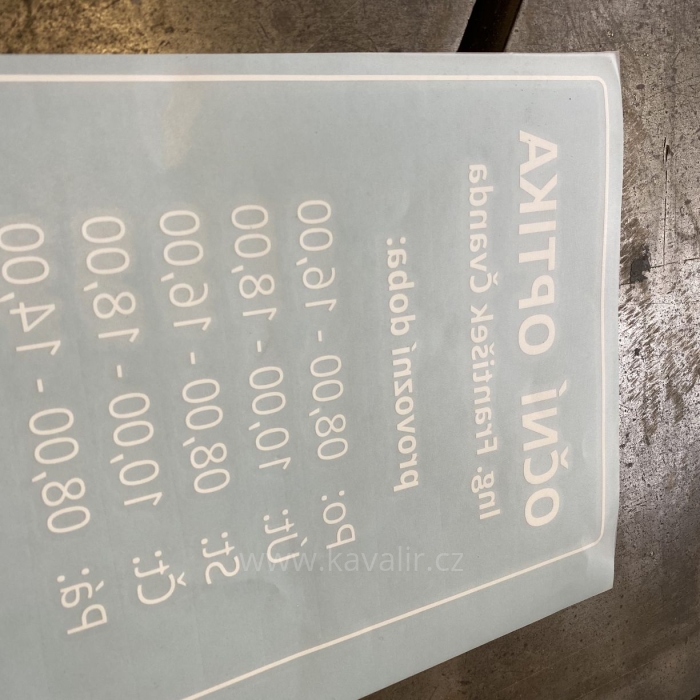 OČNÍ OPTIKA
Ing. František Čvanda
provozní doba:
Po: 08,00 - 16,00
Út: 10,00 - 18,00
St: 08,00 - 16,00
Čt: 10,00 - 18,00
Pá: 08,00 - 14,00
www.kavalir.cz